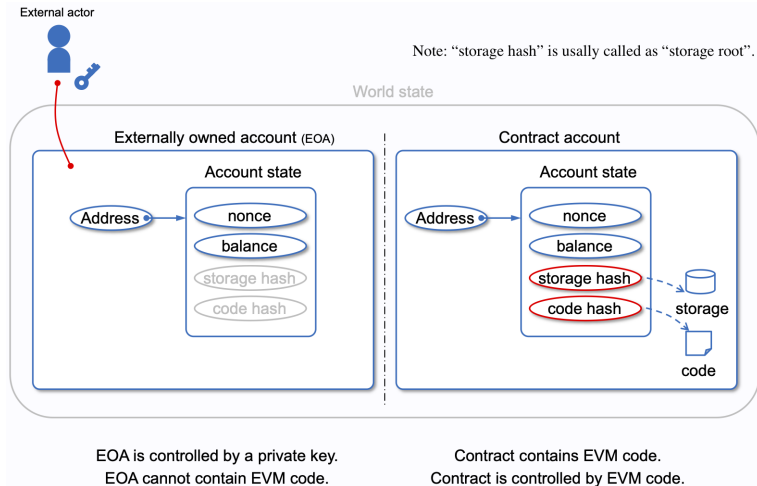 External actor
Note: “storage hash” is usally called as “storage root”.
World state
Externally owned account (EOA)
Account state
Address
nonce
balance
storage hash
code hash
Contract account
Account state
Address
nonce
balance
storage hash
code hash
storage
code
EOA is controlled by a private key.
EOA cannot contain EVM code.
Contract contains EVM code.
Contract is controlled by EVM code.